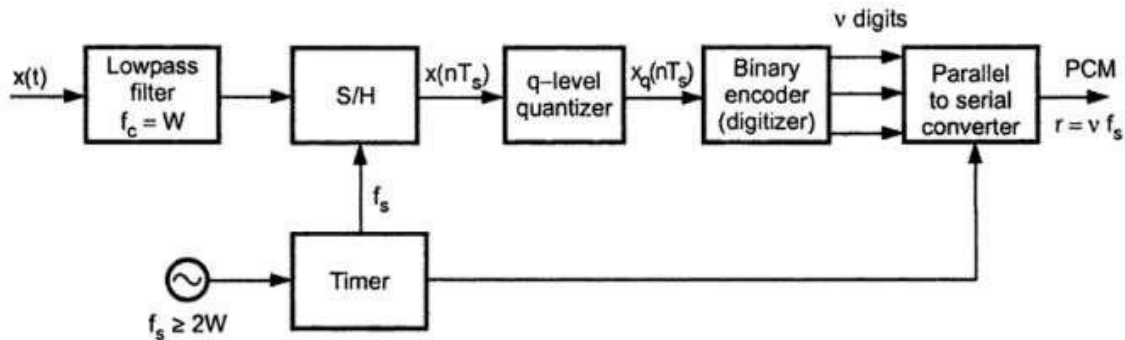 ν digits
x(t)
Lowpass
filter
f_c = W
S/H
x(nT_s)
q–level
quantizer
x_q(nT_s)
Binary
encoder
(digitizer)
Parallel
to serial
converter
PCM
r = ν f_s
f_s
Timer
f_s ≥ 2W